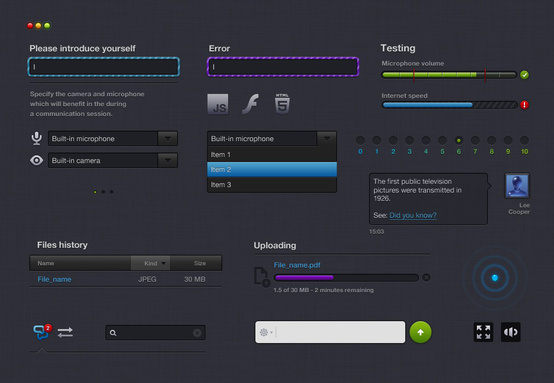 Please introduce yourself
Specify the camera and microphone
which will benefit in the during
a communication session.
Built-in microphone
Built-in camera
Error
JS
HTML
5
Built-in microphone
Item 1
Item 2
Item 3
Testing
Microphone volume
Internet speed
0 1 2 3 4 5 6 7 8 9 10
The first public television
pictures were transmitted in
1926.
See: Did you know?
15:03
Lee
Cooper
Files history
Name Kind Size
File_name JPEG 30 MB
2
Uploading
File_name.pdf
1.5 of 30 MB - 2 minutes remaining